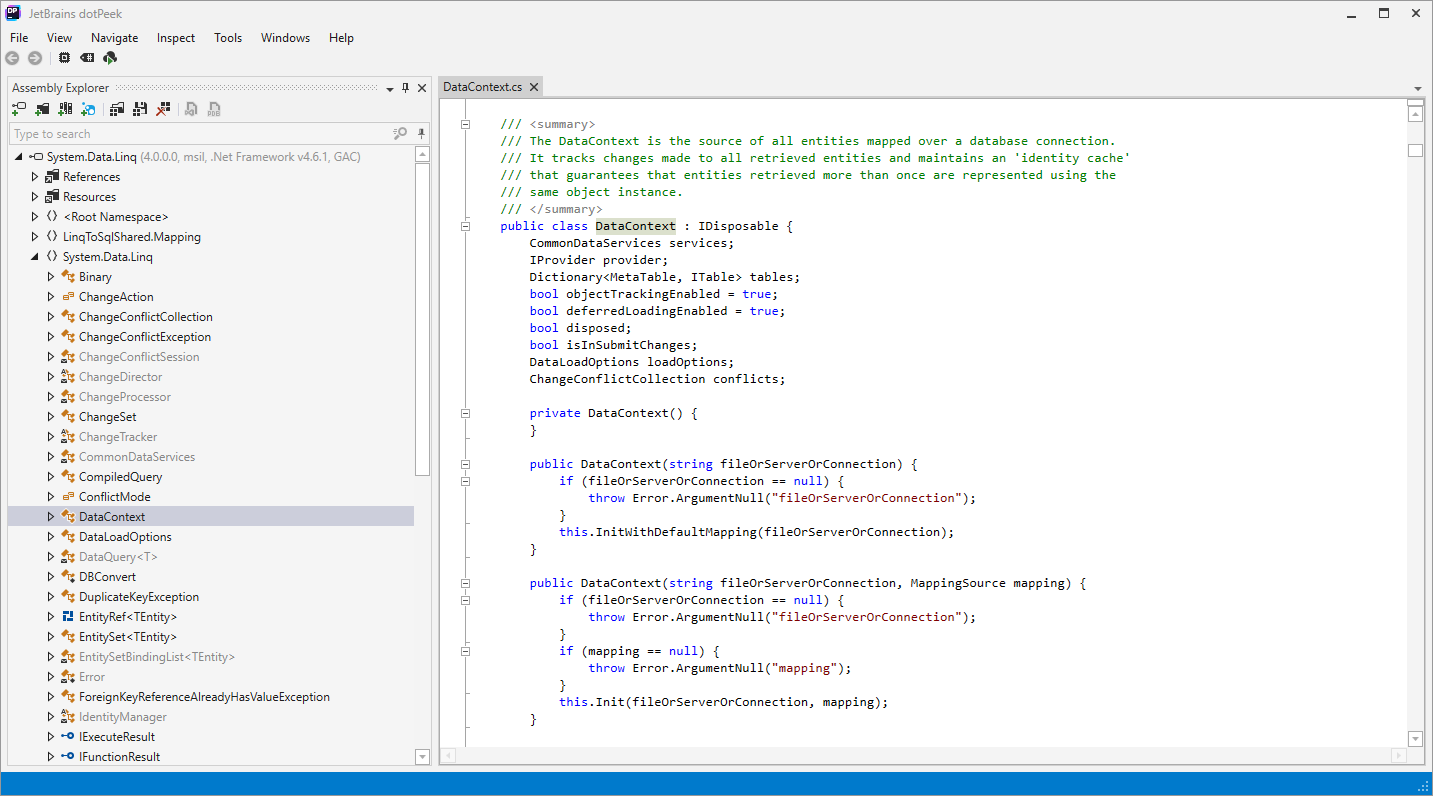 DP
JetBrains dotPeek
File View Navigate Inspect Tools Windows Help
Assembly Explorer
Type to search
System.Data.Linq (4.0.0.0, msil, .Net Framework v4.6.1, GAC)
References
Resources
<Root Namespace>
LinqToSqlShared.Mapping
System.Data.Linq
Binary
ChangeAction
ChangeConflictCollection
ChangeConflictException
ChangeConflictSession
ChangeDirector
ChangeProcessor
ChangeSet
ChangeTracker
CommonDataServices
CompiledQuery
ConflictMode
DataContext
DataLoadOptions
DataQuery<T>
DBConvert
DuplicateKeyException
EntityRef<TEntity>
EntitySet<TEntity>
EntitySetBindingList<TEntity>
Error
ForeignKeyReferenceAlreadyHasValueException
IdentityManager
IExecuteResult
IFunctionResult
DataContext.cs
/// <summary>
/// The DataContext is the source of all entities mapped over a database connection.
/// It tracks changes made to all retrieved entities and maintains an 'identity cache'
/// that guarantees that entities retrieved more than once are represented using the
/// same object instance.
/// </summary>
public class DataContext : IDisposable {
CommonDataServices services;
IProvider provider;
Dictionary<MetaTable, ITable> tables;
bool objectTrackingEnabled = true;
bool deferredLoadingEnabled = true;
bool disposed;
bool isInSubmitChanges;
DataLoadOptions loadOptions;
ChangeConflictCollection conflicts;
private DataContext() {
}
public DataContext(string fileOrServerOrConnection) {
if (fileOrServerOrConnection == null) {
throw Error.ArgumentNull("fileOrServerOrConnection");
}
this.InitWithDefaultMapping(fileOrServerOrConnection);
}
public DataContext(string fileOrServerOrConnection, MappingSource mapping) {
if (fileOrServerOrConnection == null) {
throw Error.ArgumentNull("fileOrServerOrConnection");
}
if (mapping == null) {
throw Error.ArgumentNull("mapping");
}
this.Init(fileOrServerOrConnection, mapping);
}